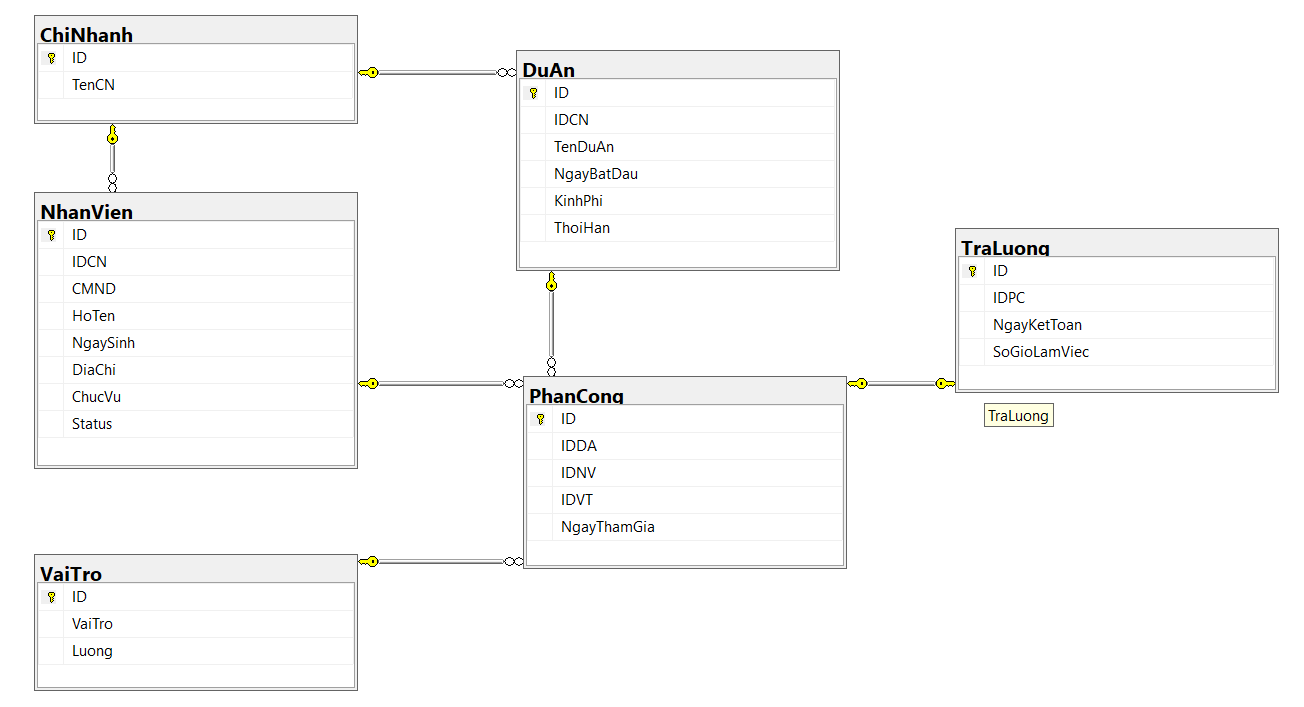 ChiNhanh
ID
TenCN
DuAn
ID
IDCN
TenDuAn
NgayBatDau
KinhPhi
ThoiHan
NhanVien
ID
IDCN
CMND
HoTen
NgaySinh
DiaChi
ChucVu
Status
TraLuong
ID
IDPC
NgayKetToan
SoGioLamViec
TraLuong
PhanCong
ID
IDDA
IDNV
IDVT
NgayThamGia
VaiTro
ID
VaiTro
Luong